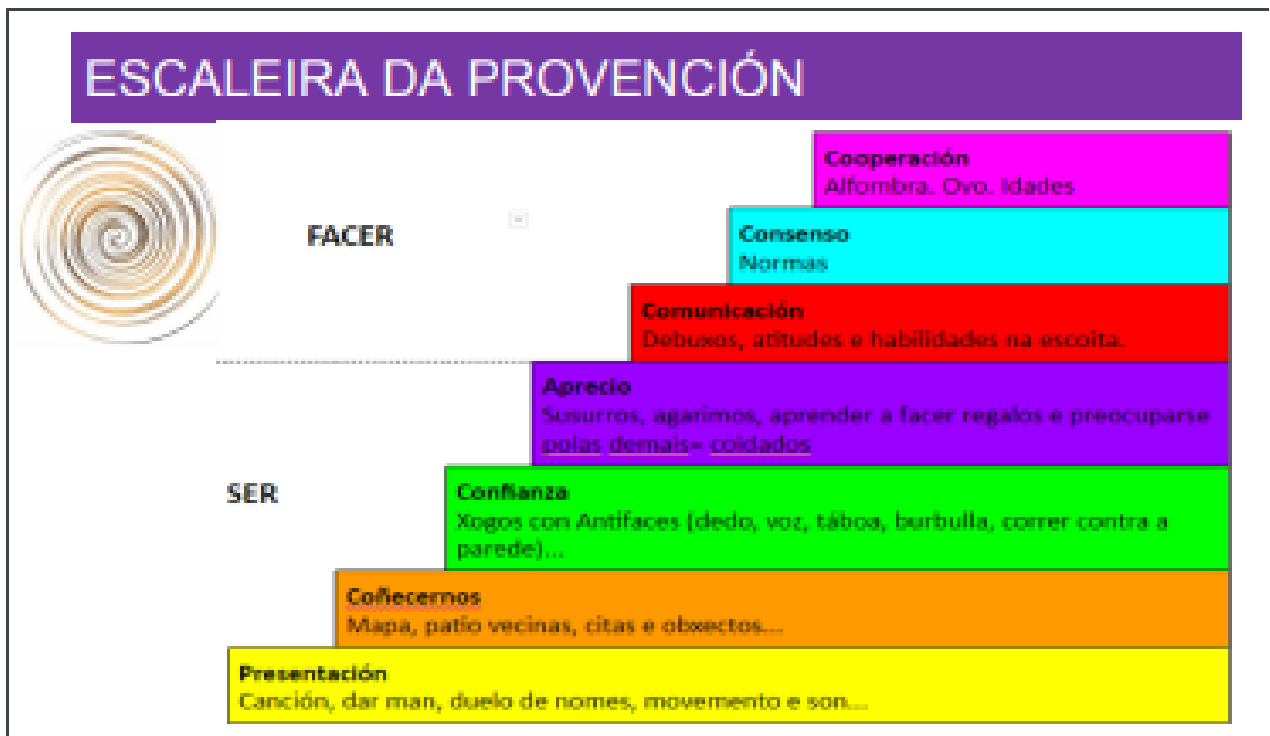 ESCALEIRA DA PROVENCIÓN
Cooperación
Alfombra. Ovo. Idades
FACER
Consenso
Normas
Comunicación
Debuxos, atitudes e habilidades na escoita.
Aprecio
Susurros, agarimos, aprender a facer regalos e preocuparse
polas demais= coidados
SER
Confianza
Xogos con Antifaces (dedo, voz, táboa, burbulla, correr contra a
parede)...
Coñecernos
Mapa, patio vecinas, citas e obxectos...
Presentación
Canción, dar man, duelo de nomes, movemento e son...